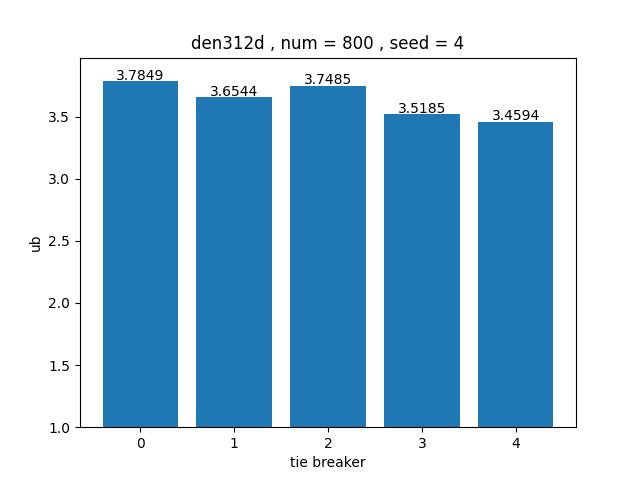 den312d , num = 800 , seed = 4
3.7849
3.6544
3.7485
3.5185
3.4594
3.5
3.0
2.5
2.0
1.5
1.0
ub
0 1 2 3 4
tie breaker